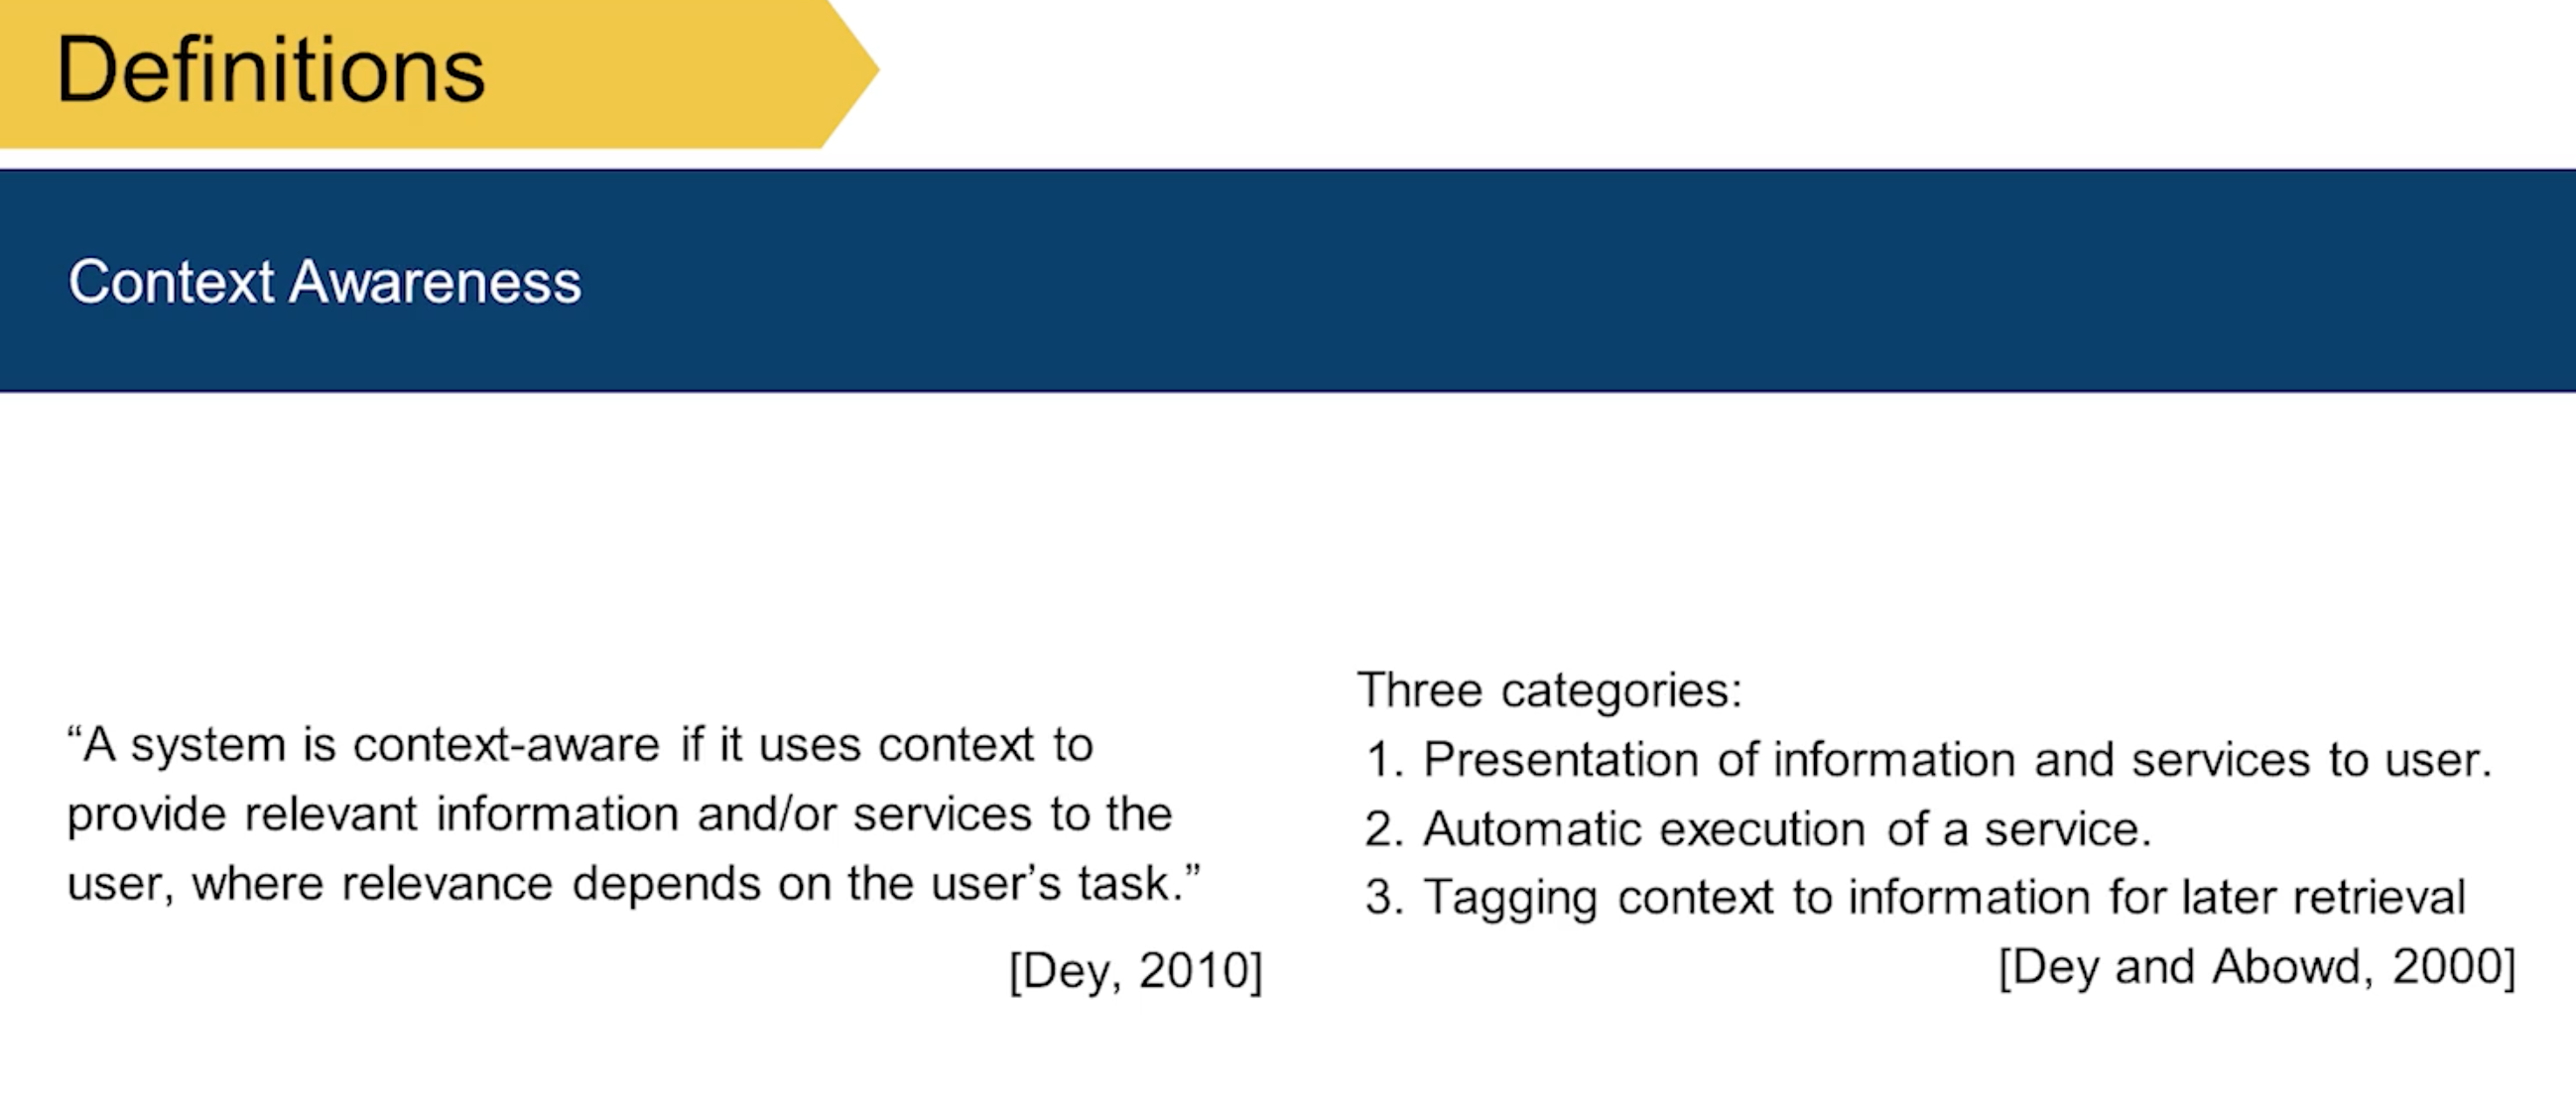 Definitions
Context Awareness
“A system is context-aware if it uses context to
provide relevant information and/or services to the
user, where relevance depends on the user’s task.”
[Dey, 2010]
Three categories:
1. Presentation of information and services to user.
2. Automatic execution of a service.
3. Tagging context to information for later retrieval
[Dey and Abowd, 2000]